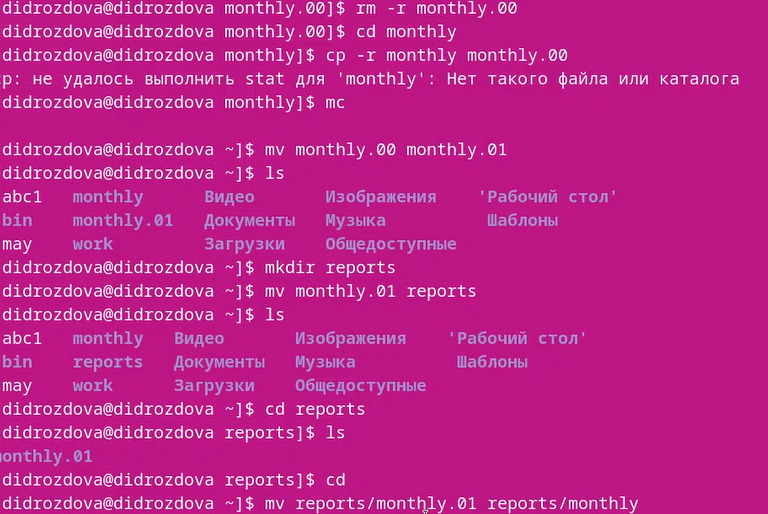 didrozdova@didrozdova monthly.00]$ rm -r monthly.00
didrozdova@didrozdova monthly.00]$ cd monthly
didrozdova@didrozdova monthly]$ cp -r monthly monthly.00
p: не удалось выполнить stat для 'monthly': Нет такого файла или каталога
didrozdova@didrozdova monthly]$ mc
didrozdova@didrozdova ~]$ mv monthly.00 monthly.01
didrozdova@didrozdova ~]$ ls
abc1 monthly Видео Изображения 'Рабочий стол'
bin monthly.01 Документы Музыка Шаблоны
may work Загрузки Общедоступные
didrozdova@didrozdova ~]$ mkdir reports
didrozdova@didrozdova ~]$ mv monthly.01 reports
didrozdova@didrozdova ~]$ ls
abc1 monthly Видео Изображения 'Рабочий стол'
bin reports Документы Музыка Шаблоны
may work Загрузки Общедоступные
didrozdova@didrozdova ~]$ cd reports
didrozdova@didrozdova reports]$ ls
monthly.01
didrozdova@didrozdova reports]$ cd
didrozdova@didrozdova ~]$ mv reports/monthly.01 reports/monthly